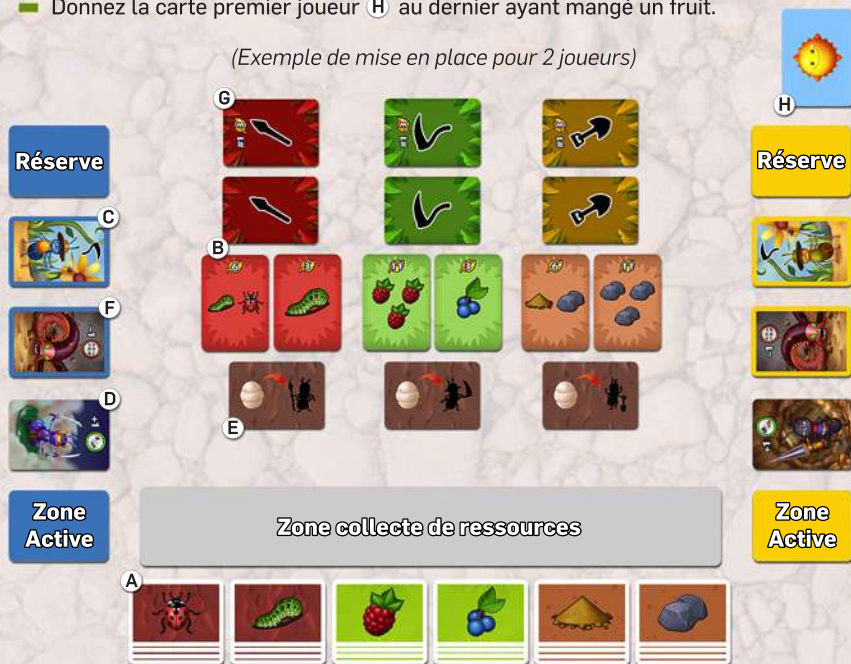 Donnez la carte premier joueur H au dernier ayant mangé un fruit.
(Exemple de mise en place pour 2 joueurs)
G
H
Réserve
Réserve
C
B
F
D
+1
E
Zone
Active
Zone collecte de ressources
Zone
Active
A